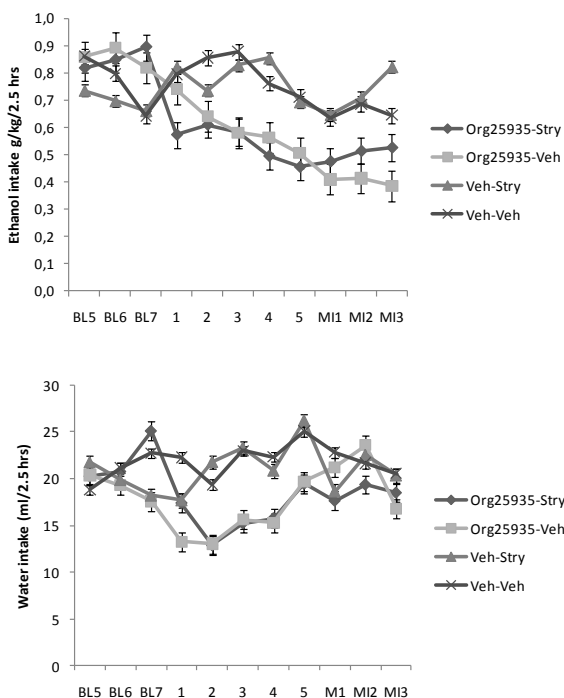 Ethanol intake g/kg/2.5 hrs
1,0
0,9
0,8
0,7
0,6
0,5
0,4
0,3
0,2
0,1
0,0
BL5 BL6 BL7 1 2 3 4 5 MI1 MI2 MI3
Org25935-Stry
Org25935-Veh
Veh-Stry
Veh-Veh
Water intake (ml/2.5 hrs)
30
25
20
15
10
5
0
BL5 BL6 BL7 1 2 3 4 5 M1 MI2 MI3
Org25935-Stry
Org25935-Veh
Veh-Stry
Veh-Veh